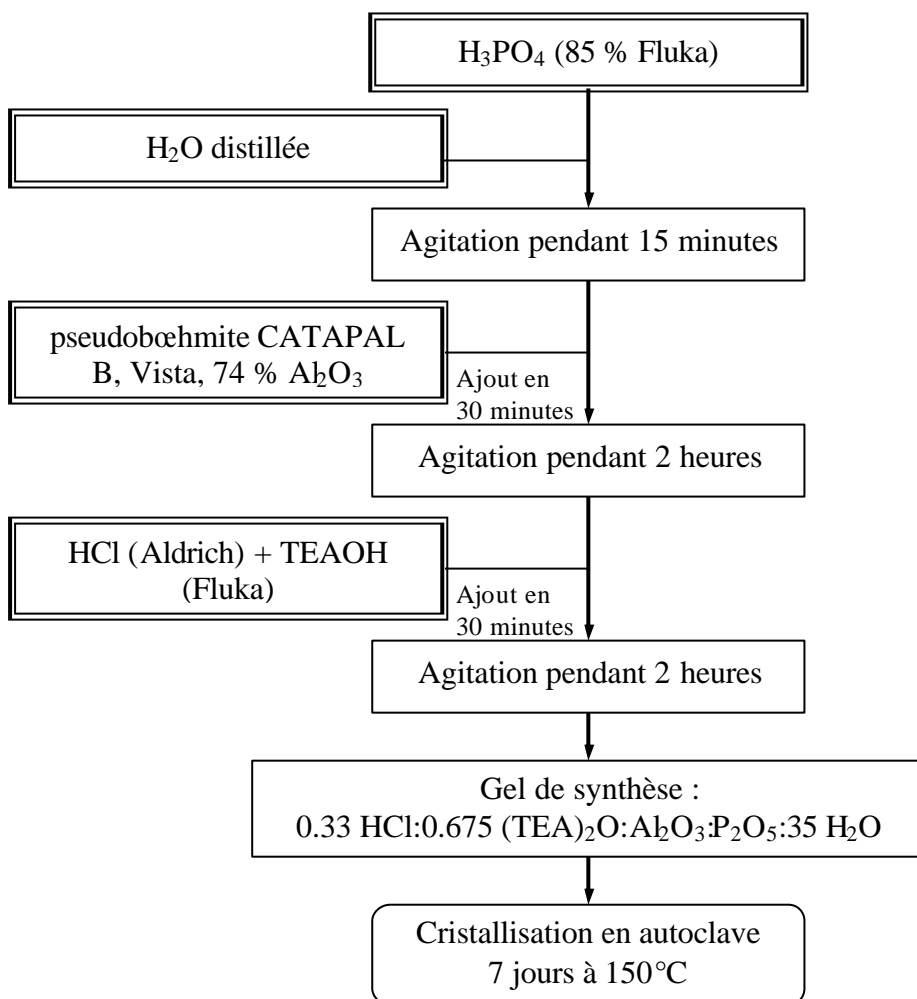 H₃PO₄ (85 % Fluka)
H₂O distillée
Agitation pendant 15 minutes
pseudobœhmite CATAPAL
B, Vista, 74 % Al₂O₃
Ajout en
30 minutes
Agitation pendant 2 heures
HCl (Aldrich) + TEAOH
(Fluka)
Ajout en
30 minutes
Agitation pendant 2 heures
Gel de synthèse :
0.33 HCl:0.675 (TEA)₂O:Al₂O₃:P₂O₅:35 H₂O
Cristallisation en autoclave
7 jours à 150°C